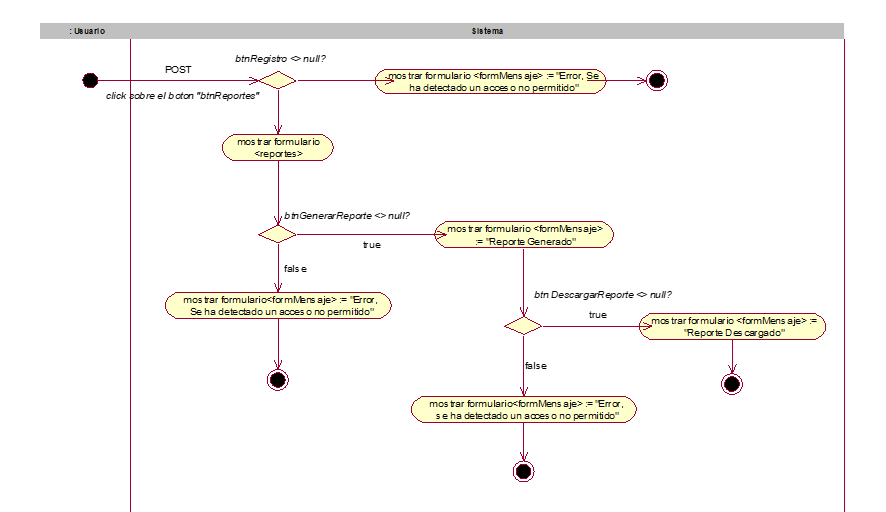 : Usuario
Sistema
btnRegistro <> null?
POST
click sobre el boton "btnReportes"
mostrar formulario <formMensaje> := "Error, Se
ha detectado un acceso no permitido"
mostrar formulario
<reportes>
btnGenerarReporte <> null?
true
mostrar formulario <formMensaje>
:= "Reporte Generado"
false
mostrar formulario<formMensaje> := "Error,
Se ha detectado un acceso no permitido"
btn DescargarReporte <> null?
true
mostrar formulario <formMensaje> :=
"Reporte Descargado"
false
mostrar formulario<formMensaje> := "Error,
se ha detectado un acceso no permitido"